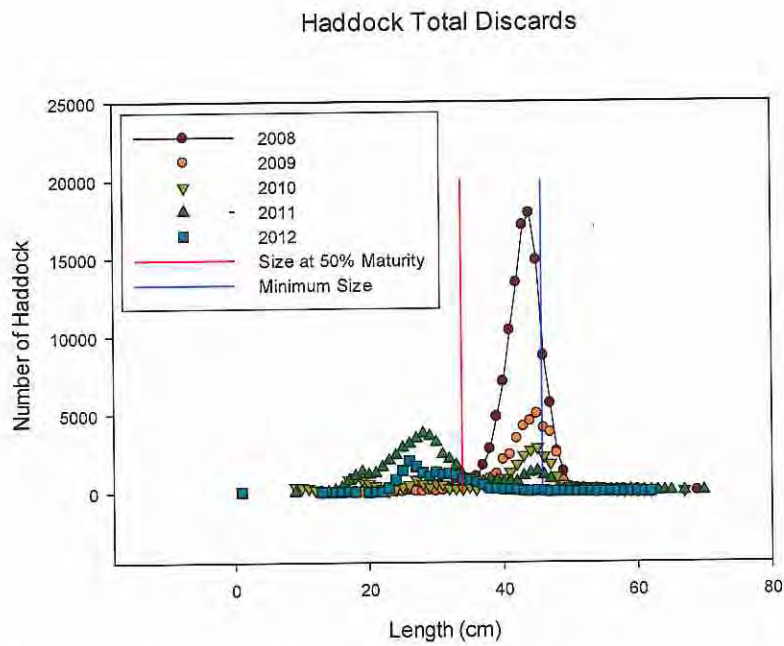 Haddock Total Discards
25000
20000
15000
10000
5000
0
Number of Haddock
2008
2009
2010
2011
2012
Size at 50% Maturity
Minimum Size
0 20 40 60 80
Length (cm)